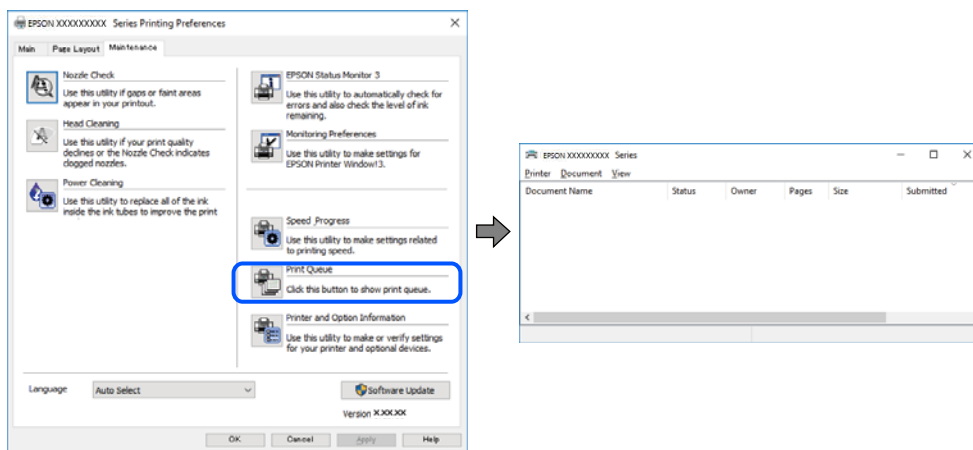 EPSON XXXXXXXXX Series Printing Preferences
Main Page Layout Maintenance
Nozzle Check
Use this utility if gaps or faint areas
appear in your printout.
Head Cleaning
Use this utility if your print quality
declines or the Nozzle Check indicates
clogged nozzles.
Power Cleaning
Use this utility to replace all of the ink
inside the ink tubes to improve the print
EPSON Status Monitor 3
Use this utility to automatically check for
errors and also check the level of ink
remaining.
Monitoring Preferences
Use this utility to make settings for
EPSON Printer Window!3.
Speed Progress
Use this utility to make settings related
to printing speed.
Print Queue
Click this button to show print queue.
Printer and Option Information
Use this utility to make or verify settings
for your printer and optional devices.
Language Auto Select
Software Update
Version X.XX.XX
OK Cancel Apply Help
EPSON XXXXXXXXX Series
Printer Document View
Document Name Status Owner Pages Size Submitted